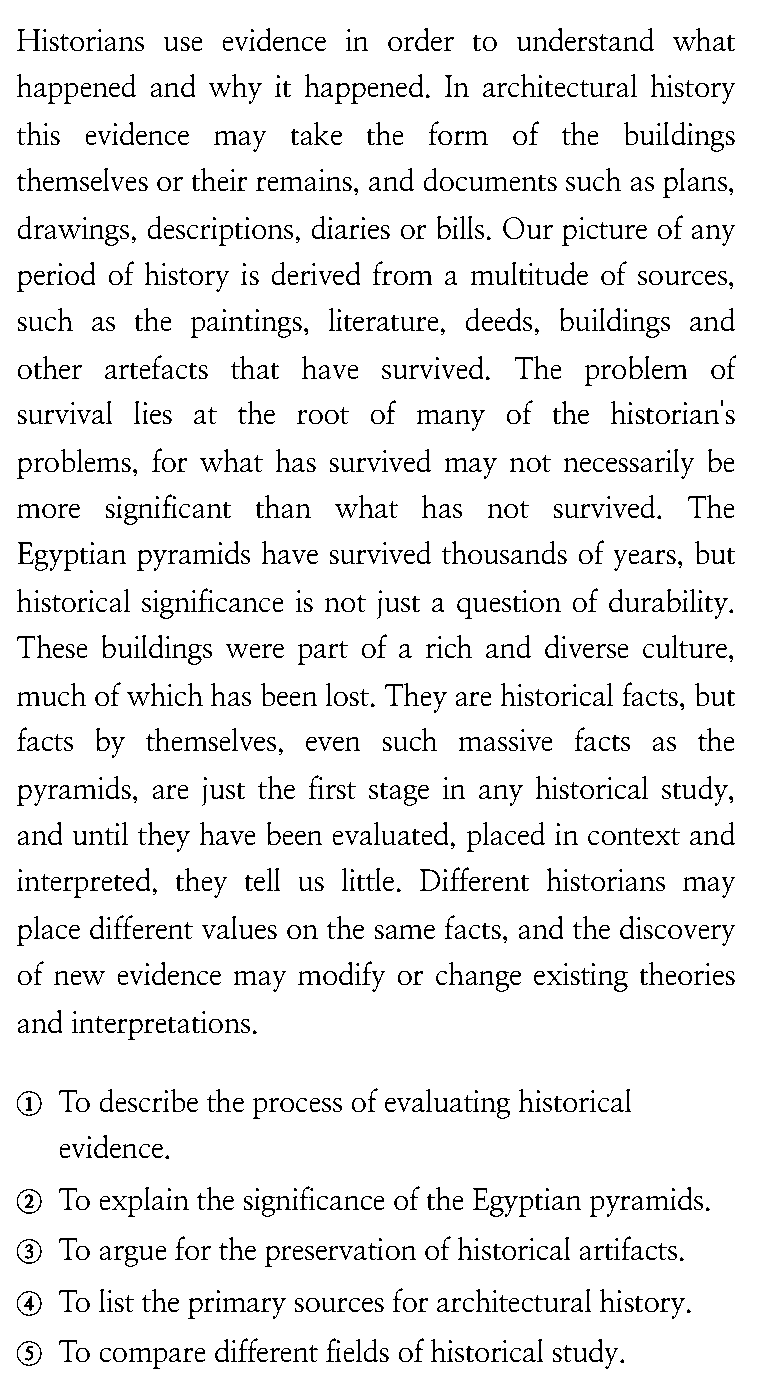 Historians use evidence in order to understand what
happened and why it happened. In architectural history
this evidence may take the form of the buildings
themselves or their remains, and documents such as plans,
drawings, descriptions, diaries or bills. Our picture of any
period of history is derived from a multitude of sources,
such as the paintings, literature, deeds, buildings and
other artefacts that have survived. The problem of
survival lies at the root of many of the historian's
problems, for what has survived may not necessarily be
more significant than what has not survived. The
Egyptian pyramids have survived thousands of years, but
historical significance is not just a question of durability.
These buildings were part of a rich and diverse culture,
much of which has been lost. They are historical facts, but
facts by themselves, even such massive facts as the
pyramids, are just the first stage in any historical study,
and until they have been evaluated, placed in context and
interpreted, they tell us little. Different historians may
place different values on the same facts, and the discovery
of new evidence may modify or change existing theories
and interpretations.
① To describe the process of evaluating historical
evidence.
② To explain the significance of the Egyptian pyramids.
③ To argue for the preservation of historical artifacts.
④ To list the primary sources for architectural history.
⑤ To compare different fields of historical study.